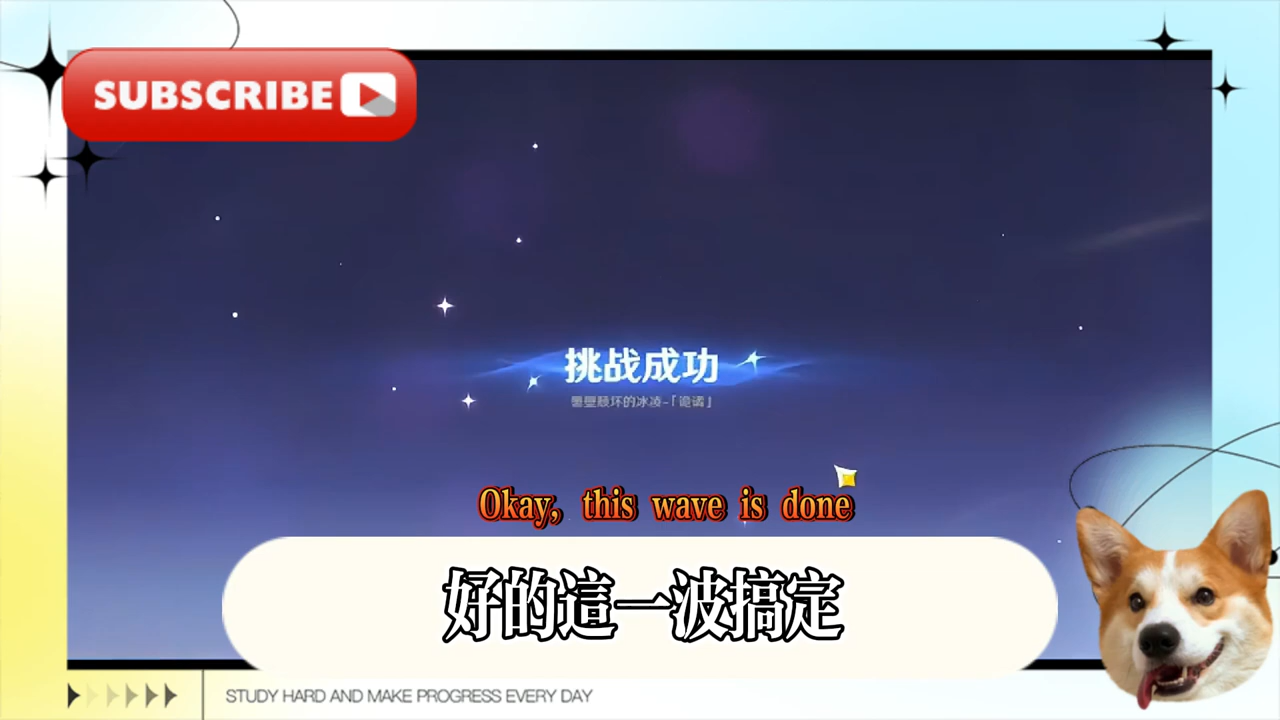 SUBSCRIBE
挑战成功
Okay, this wave is done
好的這一波搞定
STUDY HARD AND MAKE PROGRESS EVERY DAY